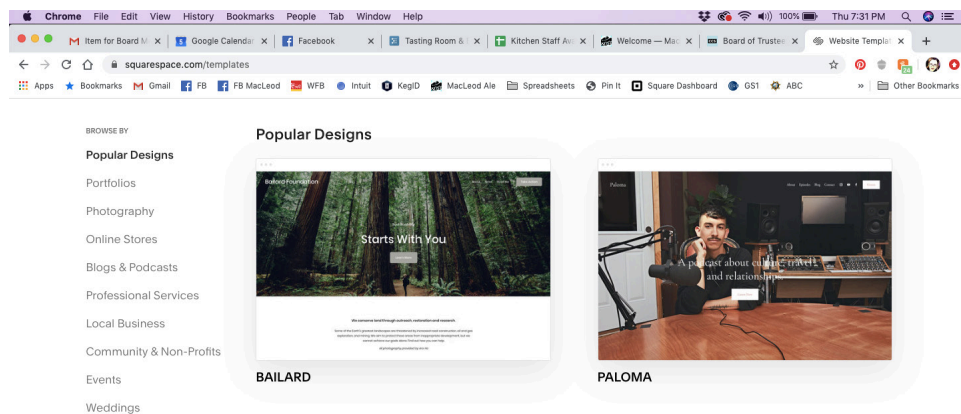 Chrome File Edit View History Bookmarks People Tab Window Help 100% Thu 7:31 PM
Item for Board M Google Calendar Facebook Tasting Room & Kitchen Staff Aw Welcome — Mac Board of Trustee Website Templat
squarespace.com/templates
Apps Bookmarks Gmail FB FB MacLeod WFB Intuit KegID MacLeod Ale Spreadsheets Pin It Square Dashboard GS1 ABC » Other Bookmarks
BROWSE BY
Popular Designs
Portfolios
Photography
Online Stores
Blogs & Podcasts
Professional Services
Local Business
Community & Non-Profits
Events
Weddings
Popular Designs
Bailard Foundation
Starts With You
We conserve land through outreach, restoration and research.
BAILARD
Paloma
About Episodes Blog Contact
A podcast about culture, travel
and relationships.
PALOMA